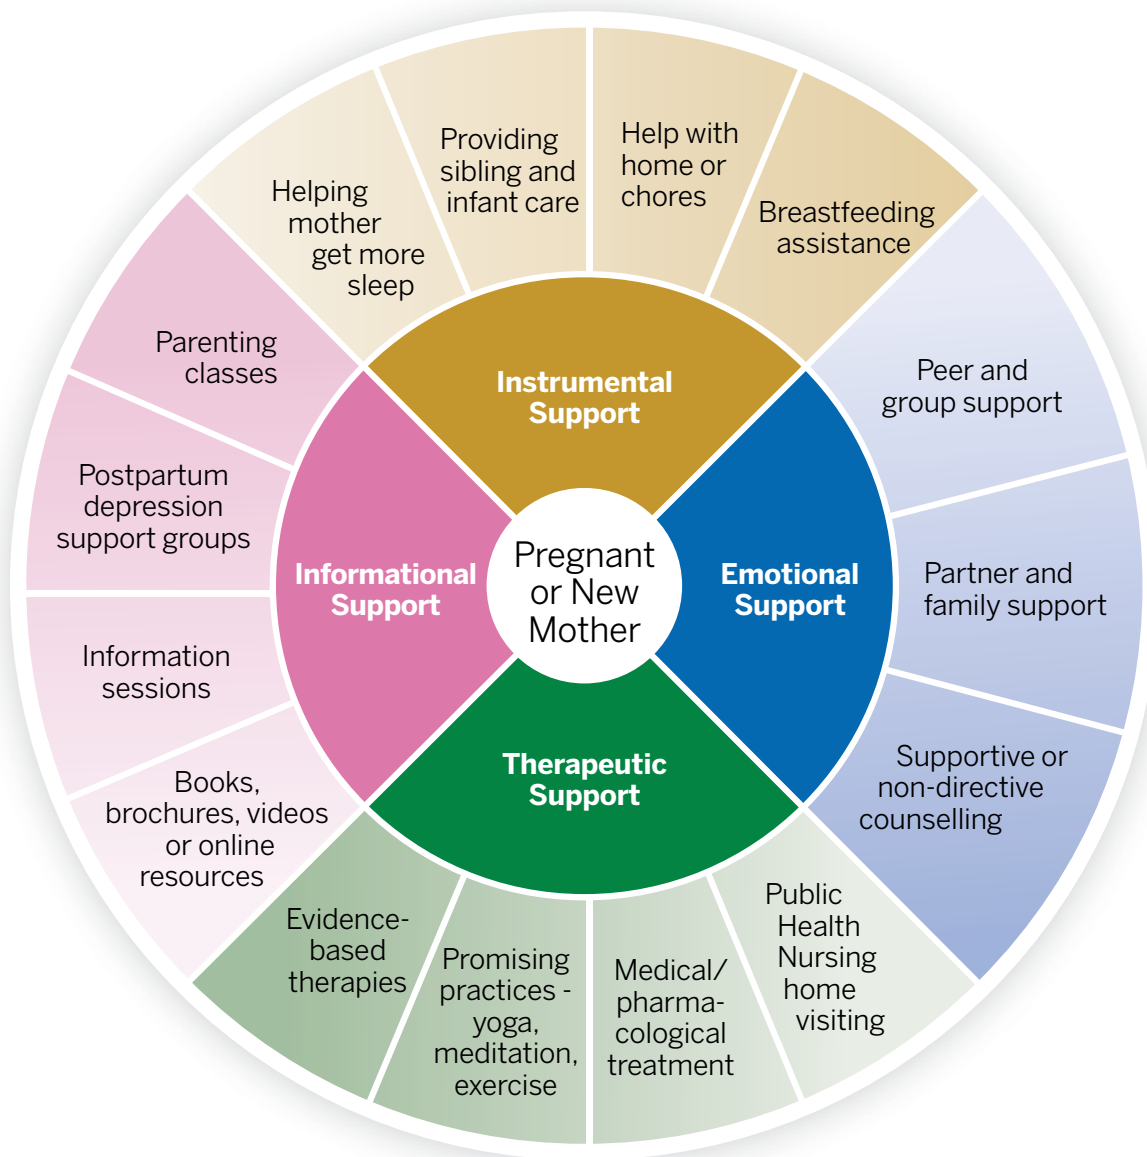 Helping
mother
get more
sleep
Providing
sibling and
infant care
Help with
home or
chores
Breastfeeding
assistance
Peer and
group support
Partner and
family support
Supportive or
non-directive
counselling
Public
Health
Nursing
home
visiting
Medical/
pharma-
cological
treatment
Promising
practices -
yoga,
meditation,
exercise
Evidence-
based
therapies
Books,
brochures, videos
or online
resources
Information
sessions
Postpartum
depression
support groups
Parenting
classes
Instrumental
Support
Emotional
Support
Therapeutic
Support
Informational
Support
Pregnant
or New
Mother